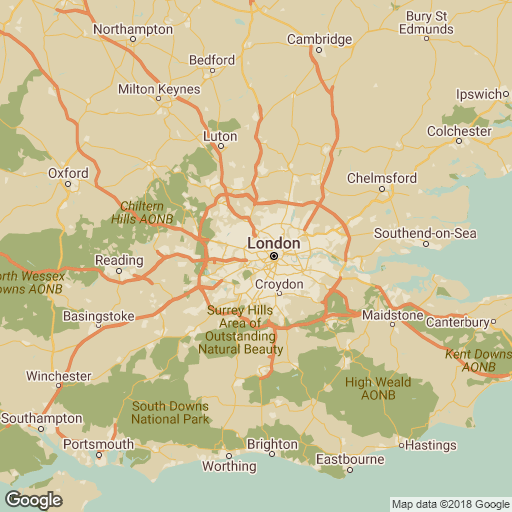 Northampton
Bury St
Edmunds
Cambridge
Bedford
Milton Keynes
Ipswich
Luton
Colchester
Oxford
Chelmsford
Chiltern
Hills AONB
Southend-on-Sea
London
Reading
North Wessex
Downs AONB
Croydon
Surrey Hills
Area of
Outstanding
Natural Beauty
Basingstoke
Maidstone
Canterbury
Kent Downs
AONB
Winchester
High Weald
AONB
South Downs
National Park
Southampton
Portsmouth
Brighton
Hastings
Worthing
Eastbourne
Google
Google
Map data ©2018 Google